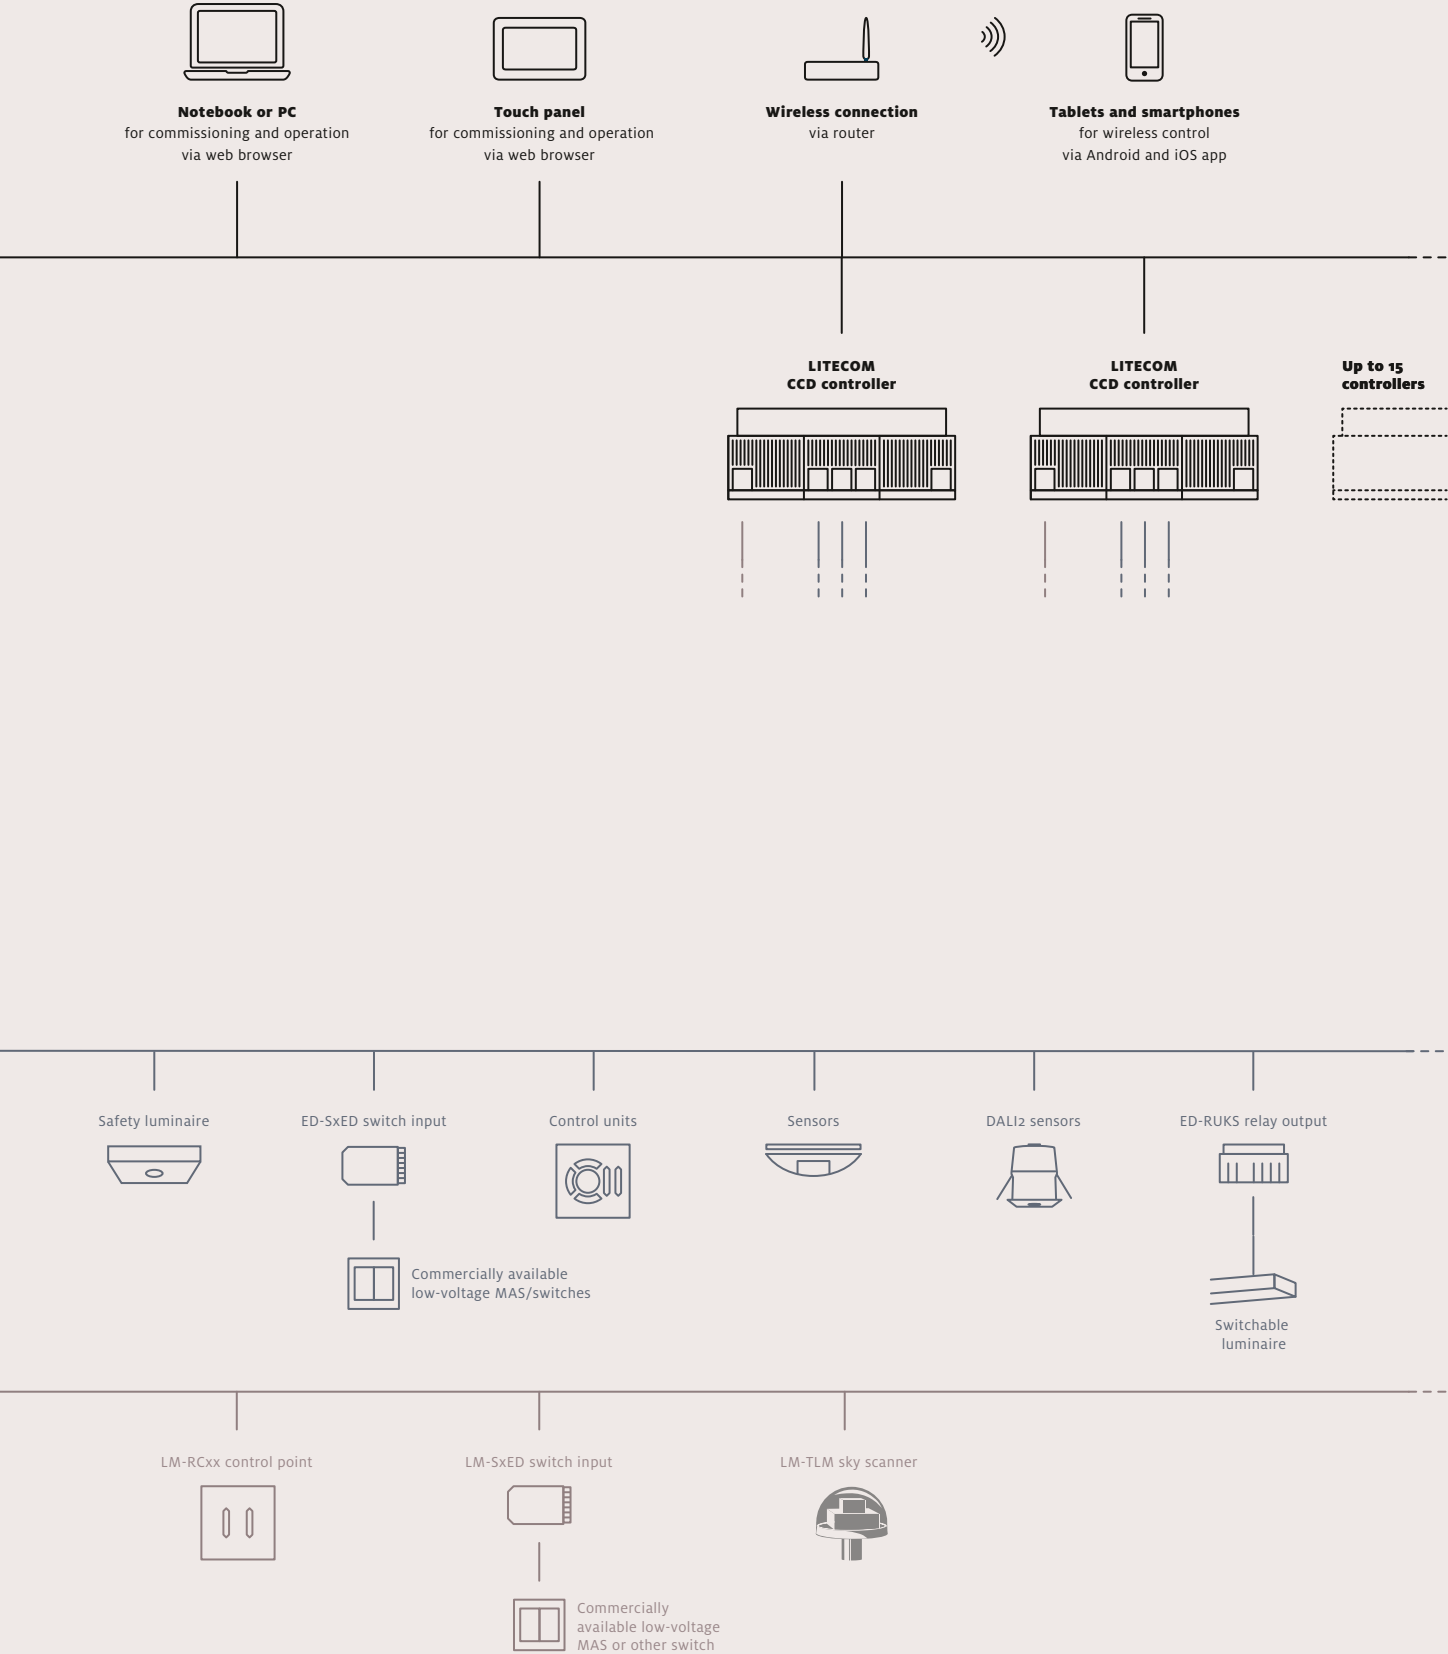 Notebook or PC
for commissioning and operation
via web browser
Touch panel
for commissioning and operation
via web browser
Wireless connection
via router
Tablets and smartphones
for wireless control
via Android and iOS app
LITECOM
CCD controller
LITECOM
CCD controller
Up to 15
controllers
Safety luminaire
ED-SxED switch input
Control units
Sensors
DALI2 sensors
ED-RUKS relay output
Commercially available
low-voltage MAS/switches
Switchable
luminaire
LM-RCxx control point
LM-SxED switch input
LM-TLM sky scanner
Commercially
available low-voltage
MAS or other switch